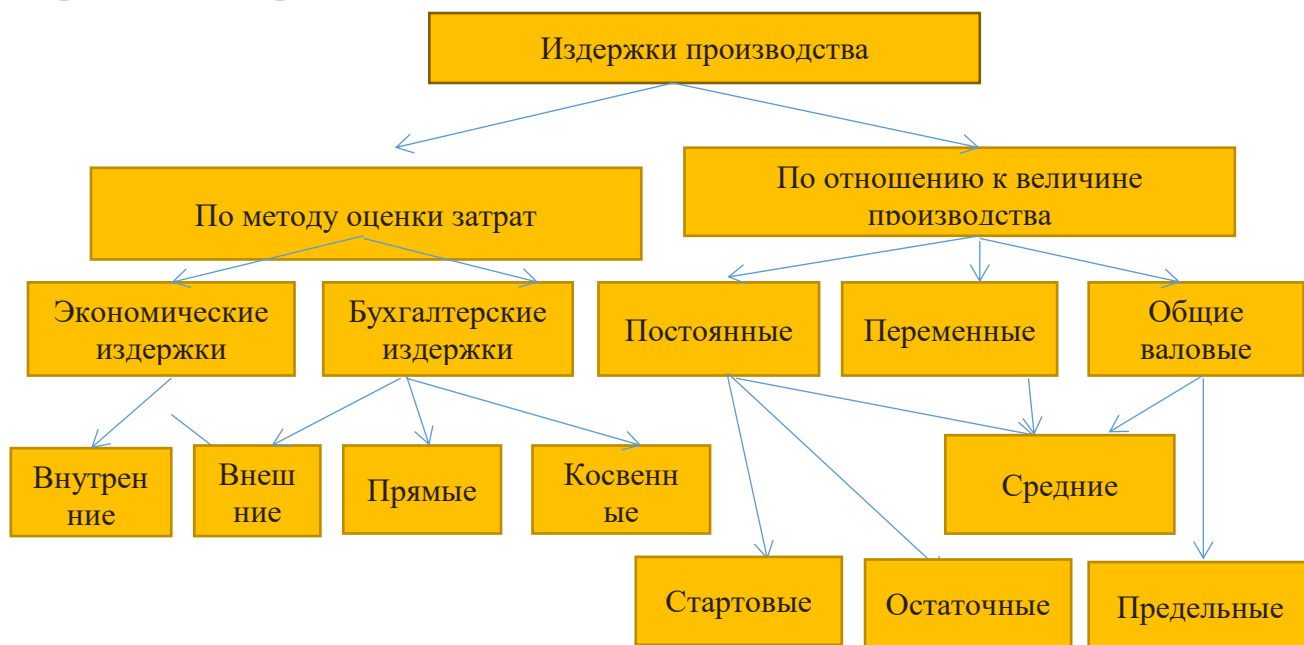 Издержки производства
По методу оценки затрат
По отношению к величине
производства
Экономические
издержки
Бухгалтерские
издержки
Постоянные
Переменные
Общие
валовые
Внутрен
ние
Внеш
ние
Прямые
Косвенн
ые
Средние
Стартовые
Остаточные
Предельные